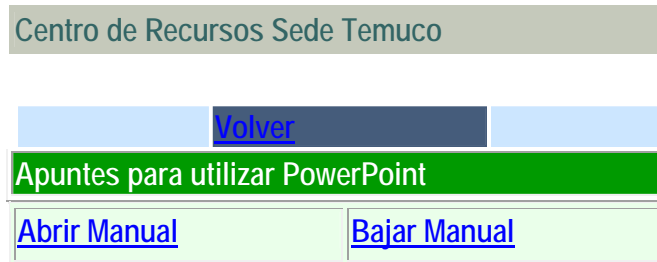 Centro de Recursos Sede Temuco
Volver
Apuntes para utilizar PowerPoint
Abrir Manual Bajar Manual